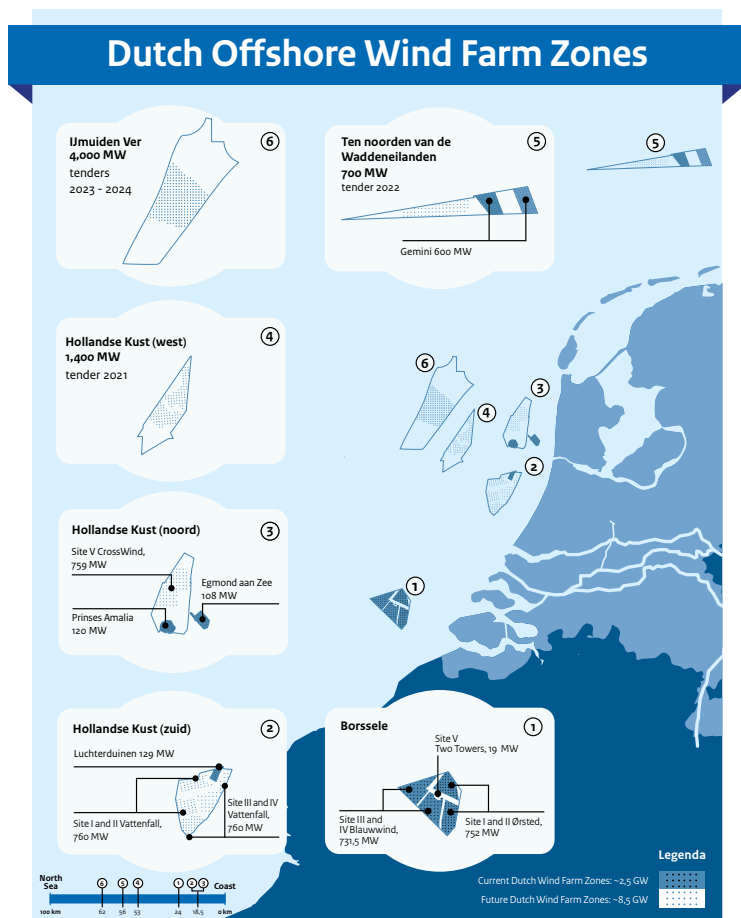 Dutch Offshore Wind Farm Zones
IJmuiden Ver
4,000 MW
tenders
2023 - 2024
6
Ten noorden van de
Waddeneilanden
700 MW
tender 2022
5
Gemini 600 MW
5
Hollandse Kust (west)
1,400 MW
tender 2021
4
6
4
3
2
1
Hollandse Kust (noord)
3
Site V CrossWind,
759 MW
Egmond aan Zee
108 MW
Prinses Amalia
120 MW
Hollandse Kust (zuid)
2
Luchterduinen 129 MW
Site I and II Vattenfall,
760 MW
Site III and IV
Vattenfall,
760 MW
Borssele
1
Site V
Two Towers, 19 MW
Site III and
IV Blauwwind,
731,5 MW
Site I and II Ørsted,
752 MW
Legenda
Current Dutch Wind Farm Zones: ~2,5 GW
Future Dutch Wind Farm Zones: ~8,5 GW
North
Sea
6 5 4 1 2 3
Coast
100 km 62 56 53 24 18,5 0 km